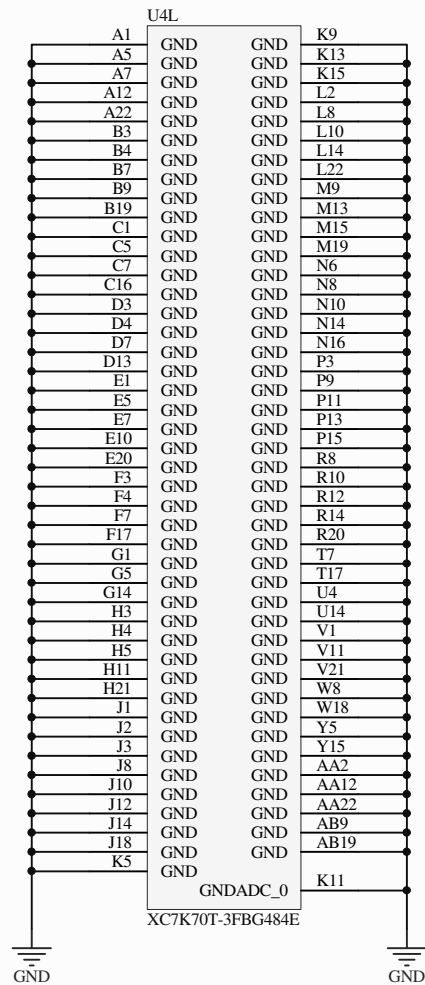 U4L
A1 GND GND K9
A5 GND GND K13
A7 GND GND K15
A12 GND GND L2
A22 GND GND L8
B3 GND GND L10
B4 GND GND L14
B7 GND GND L22
B9 GND GND M9
B19 GND GND M13
C1 GND GND M15
C5 GND GND M19
C7 GND GND N6
C16 GND GND N8
D3 GND GND N10
D4 GND GND N14
D7 GND GND N16
D13 GND GND P3
E1 GND GND P9
E5 GND GND P11
E7 GND GND P13
E10 GND GND P15
E20 GND GND R8
F3 GND GND R10
F4 GND GND R12
F7 GND GND R14
F17 GND GND R20
G1 GND GND T7
G5 GND GND T17
G14 GND GND U4
H3 GND GND U14
H4 GND GND V1
H5 GND GND V11
H11 GND GND V21
H21 GND GND W8
J1 GND GND W18
J2 GND GND Y5
J3 GND GND Y15
J8 GND GND AA2
J10 GND GND AA12
J12 GND GND AA22
J14 GND GND AB9
J18 GND GND AB19
K5 GND
GNDADC_0 K11
XC7K70T-3FBG484E
GND GND